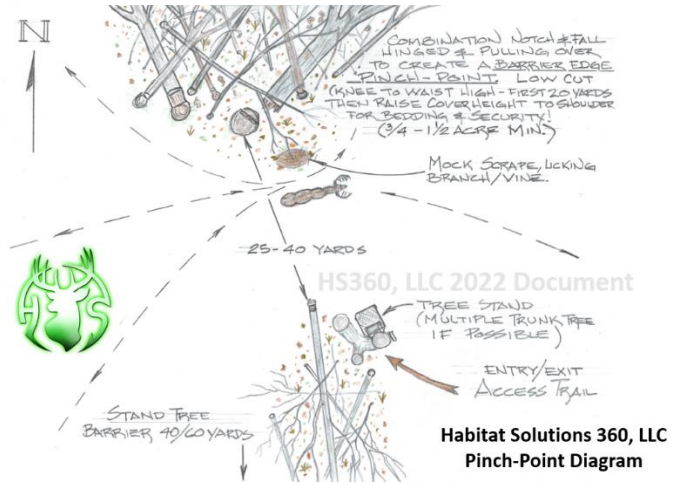 N
COMBINATION NOTCH & FALL
HINGED & PULLING OVER
TO CREATE A BARRIER EDGE
PINCH-POINT. LOW CUT
(KNEE TO WAIST HIGH - FIRST 20 YARDS
THEN RAISE COVER HEIGHT TO SHOULDER
FOR BEDDING & SECURITY!
(3/4 - 1 1/2 ACRE MIN.)
MOCK SCRAPE, LICKING
BRANCH/VINE.
25-40 YARDS
HS360, LLC 2022 Document
HS
TREE STAND
(MULTIPLE TRUNK TREE
IF POSSIBLE)
ENTRY/EXIT
ACCESS TRAIL
STAND TREE
BARRIER 40/60 YARDS
Habitat Solutions 360, LLC
Pinch-Point Diagram